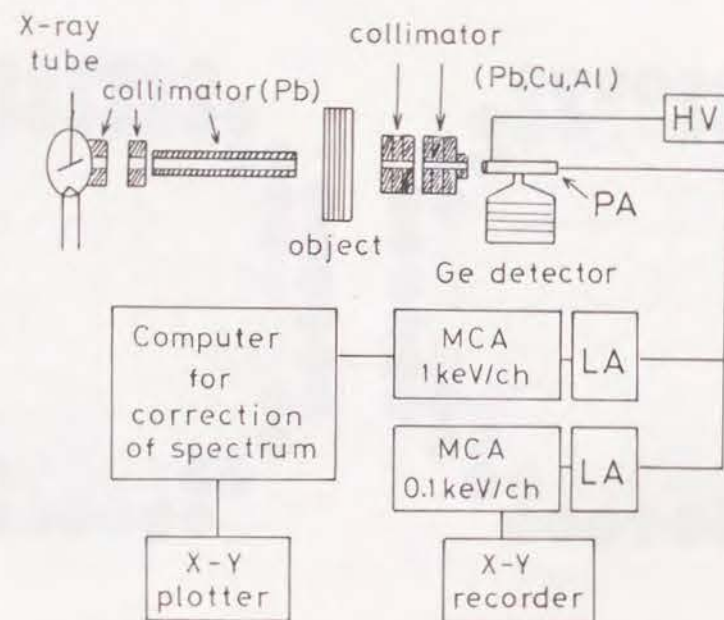 X-ray
tube
collimator(Pb)
collimator
(Pb,Cu,Al)
HV
PA
object
Ge detector
Computer
for
correction
of spectrum
MCA
1keV/ch
LA
MCA
0.1keV/ch
LA
X-Y
plotter
X-Y
recorder